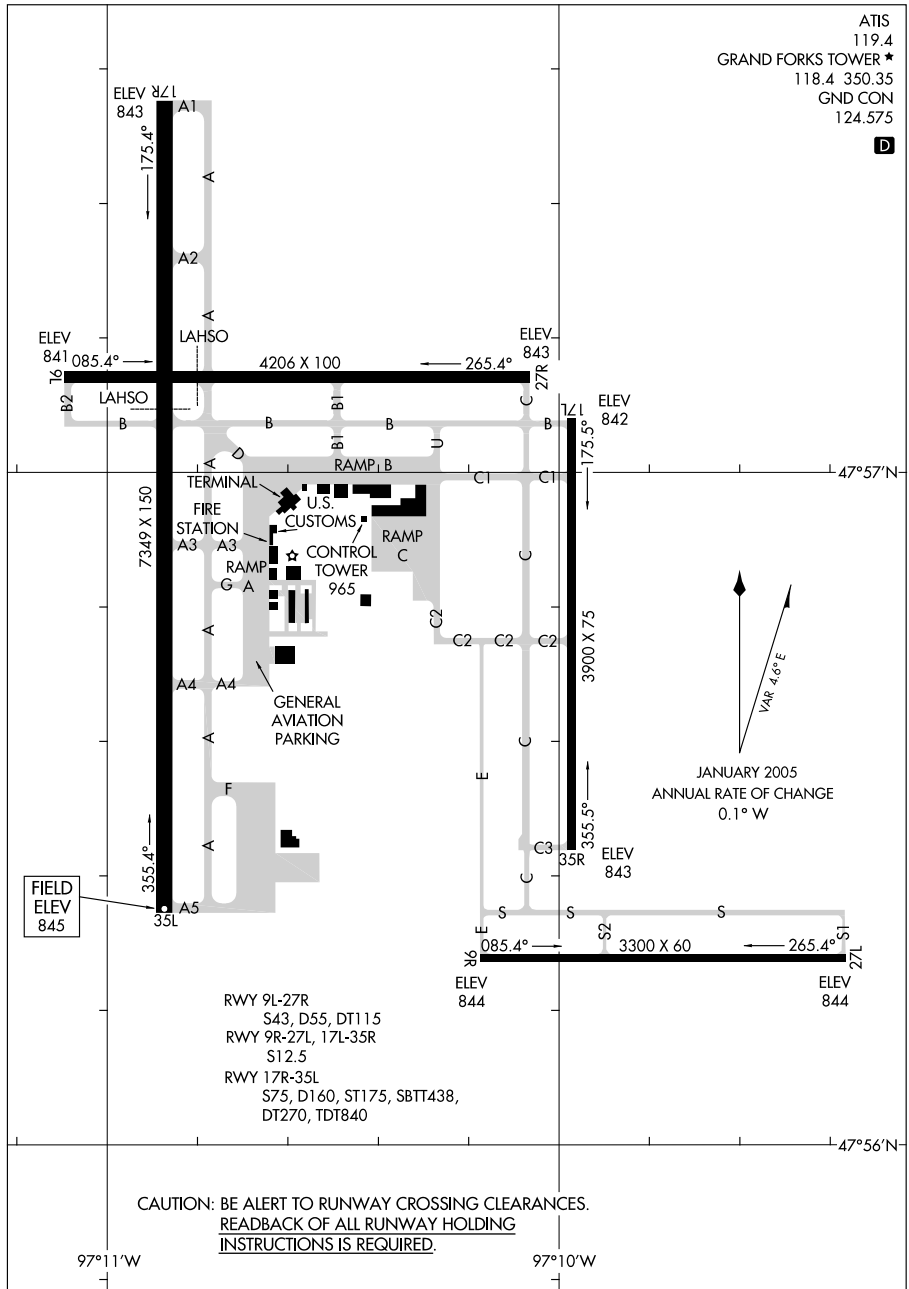 ATIS
119.4
GRAND FORKS TOWER ★
118.4 350.35
GND CON
124.575
D
ELEV
843
17R
A1
175.4°
A
A2
A
LAHSO
ELEV
841
9L
085.4°
4206 X 100
265.4°
ELEV
843
27R
B2
LAHSO
B1
C
B
B
B
B
17L
ELEV
842
175.5°
D
B1
U
A
RAMP B
C1
C1
47°57'
TERMINAL
U.S.
CUSTOMS
FIRE
STATION
7349 X 150
A3
A3
CONTROL
TOWER
965
RAMP
C
C
RAMP
A
G
C2
A
C2
C2
C2
3900 X 75
VAR 4.6° E
A4
A4
GENERAL
AVIATION
PARKING
A
E
C
JANUARY 2005
ANNUAL RATE OF CHANGE
0.1° W
F
355.4°
A
355.5°
C3
35R
ELEV
843
C
FIELD
ELEV
845
A5
35L
S
S
S
E
S2
S1
9R
085.4°
3300 X 60
265.4°
27L
ELEV
844
ELEV
844
RWY 9L-27R
S43, D55, DT115
RWY 9R-27L, 17L-35R
S12.5
RWY 17R-35L
S75, D160, ST175, SBTT438,
DT270, TDT840
47°56'N
CAUTION: BE ALERT TO RUNWAY CROSSING CLEARANCES.
READBACK OF ALL RUNWAY HOLDING
INSTRUCTIONS IS REQUIRED.
97°11'W
97°10'W